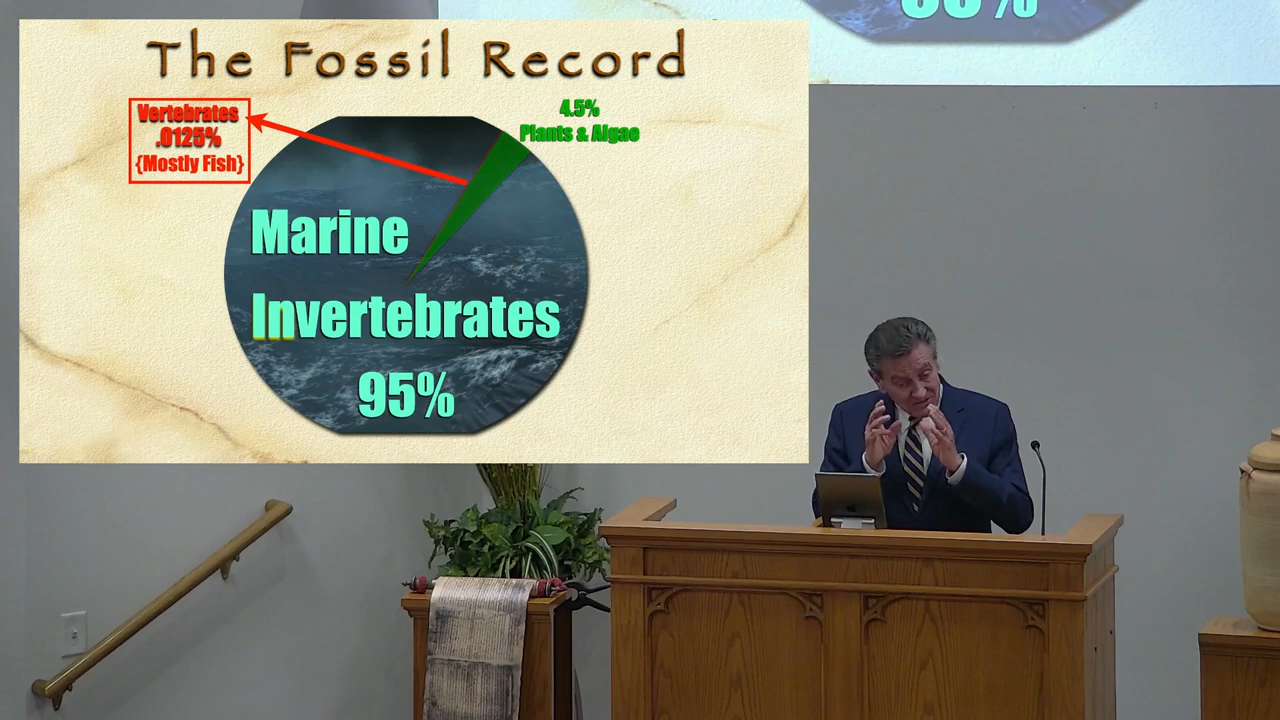 The Fossil Record
Vertebrates
.0125%
{Mostly Fish}
4.5%
Plants & Algae
Marine
Invertebrates
95%